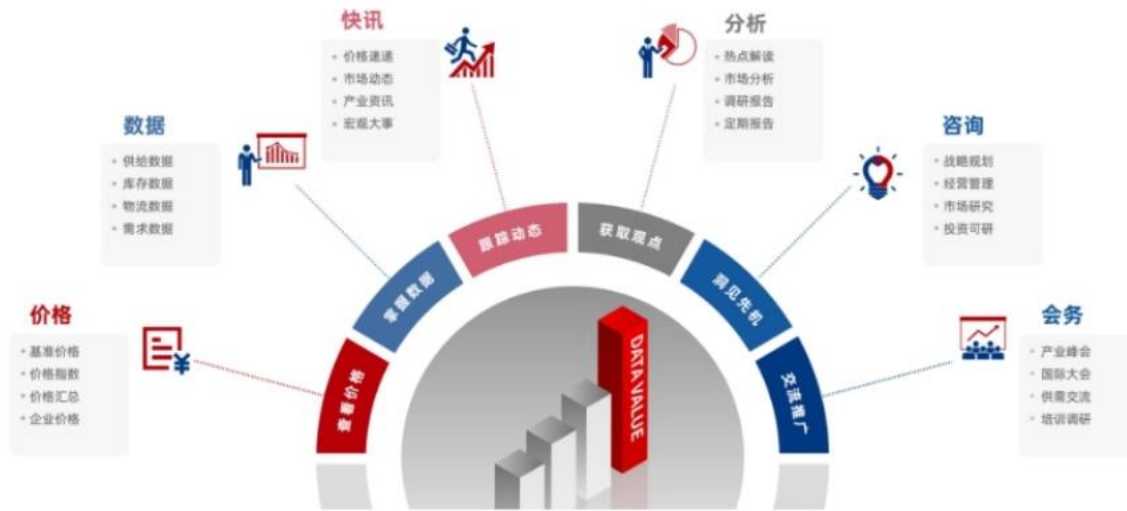 快讯
价格速递
市场动态
产业资讯
宏观大事
分析
热点解读
市场分析
调研报告
定期报告
数据
供给数据
库存数据
物流数据
需求数据
咨询
战略规划
经营管理
市场研究
投资可研
价格
基准价格
价格指数
价格汇总
企业价格
会务
产业峰会
国际大会
供需交流
培训调研
查看价格
掌握数据
跟踪动态
获取观点
洞见先机
交流推广
DATA VALUE